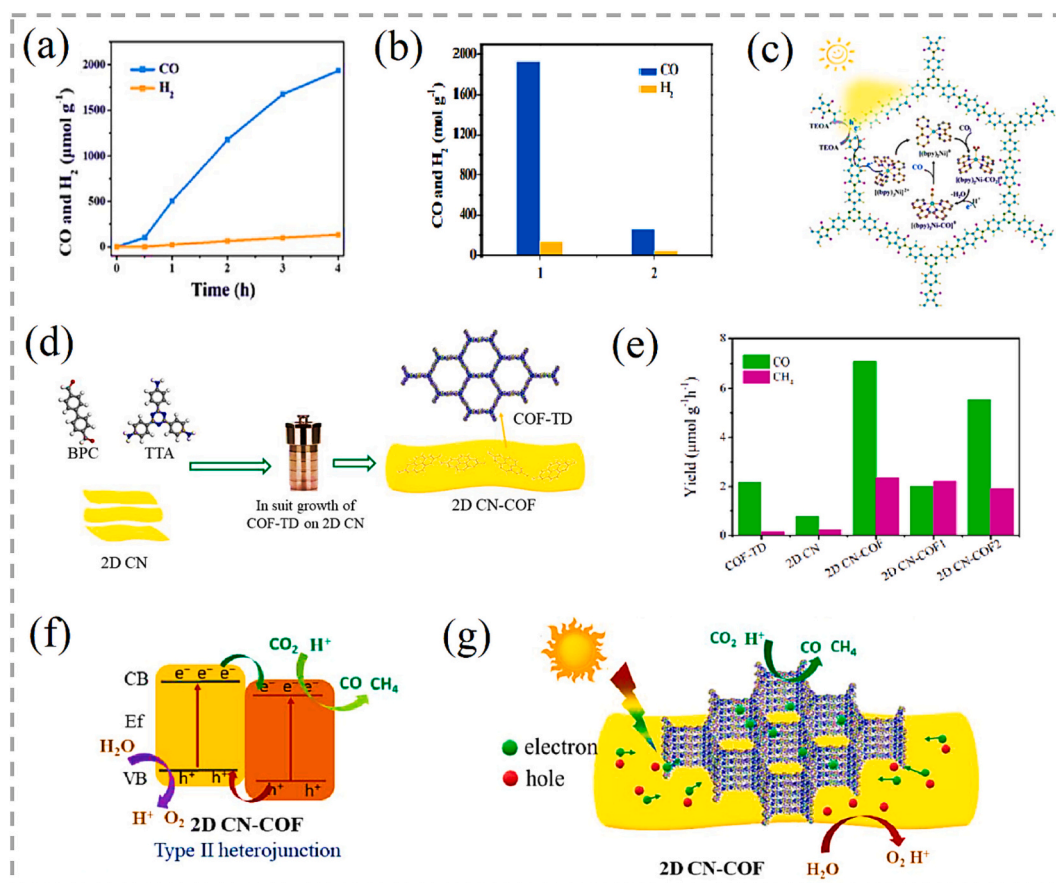 (a)
CO and H2 (μmol g-1)
2000
1500
1000
500
0
CO
H2
0 1 2 3 4
Time (h)
(b)
CO and H2 (mol g-1)
2000
1600
1200
800
400
0
CO
H2
1 2
(c)
TEOA+
TEOA
h
e-
CO
CO2
[(bpy)3Ni]2+
-H2O
H+
(d)
BPC
TTA
2D CN
In suit growth of
COF-TD on 2D CN
COF-TD
2D CN-COF
(e)
Yield (μmol g-1h-1)
8
6
4
2
0
CO
CH4
COF-TD
2D CN
2D CN-COF
2D CN-COF1
2D CN-COF2
(f)
CB
Ef
VB
e- e- e-
e- e- e-
h+ h+
h+ h+
CO2 H+
CO CH4
H2O
H+ O2
2D CN-COF
Type II heterojunction
(g)
CO2 H+
CO CH4
electron
hole
2D CN-COF
H2O
O2 H+